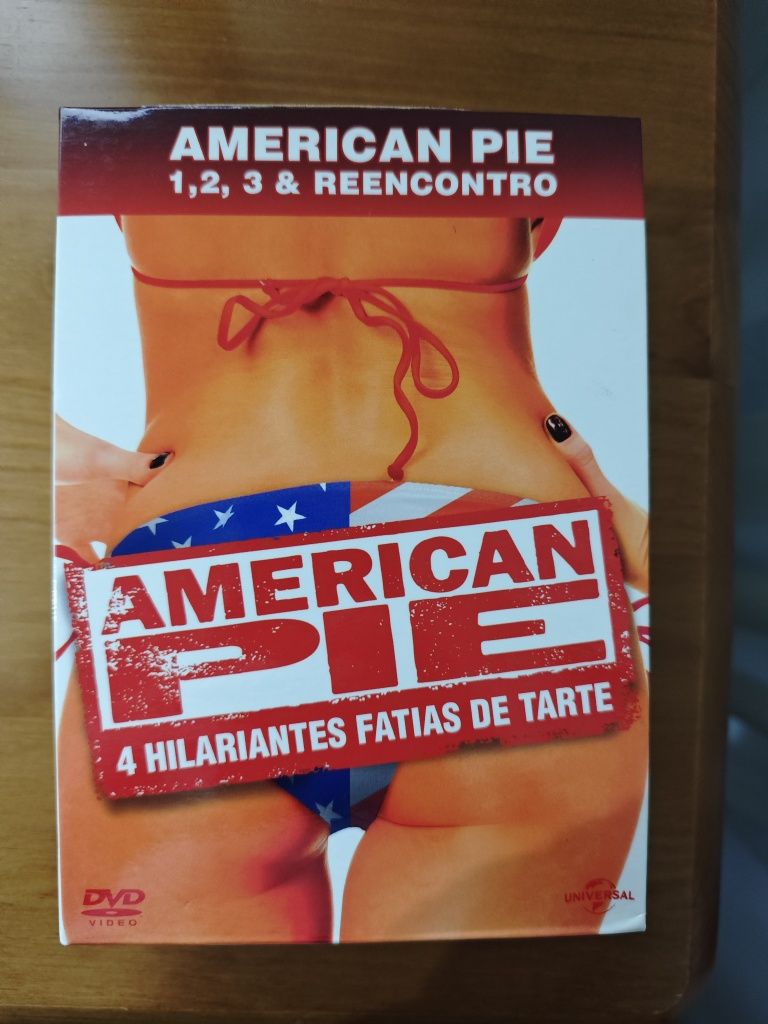 AMERICAN PIE
1,2, 3 & REENCONTRO
AMERICAN
PIE
4 HILARIANTES FATIAS DE TARTE
DVD
VIDEO
UNIVERSAL